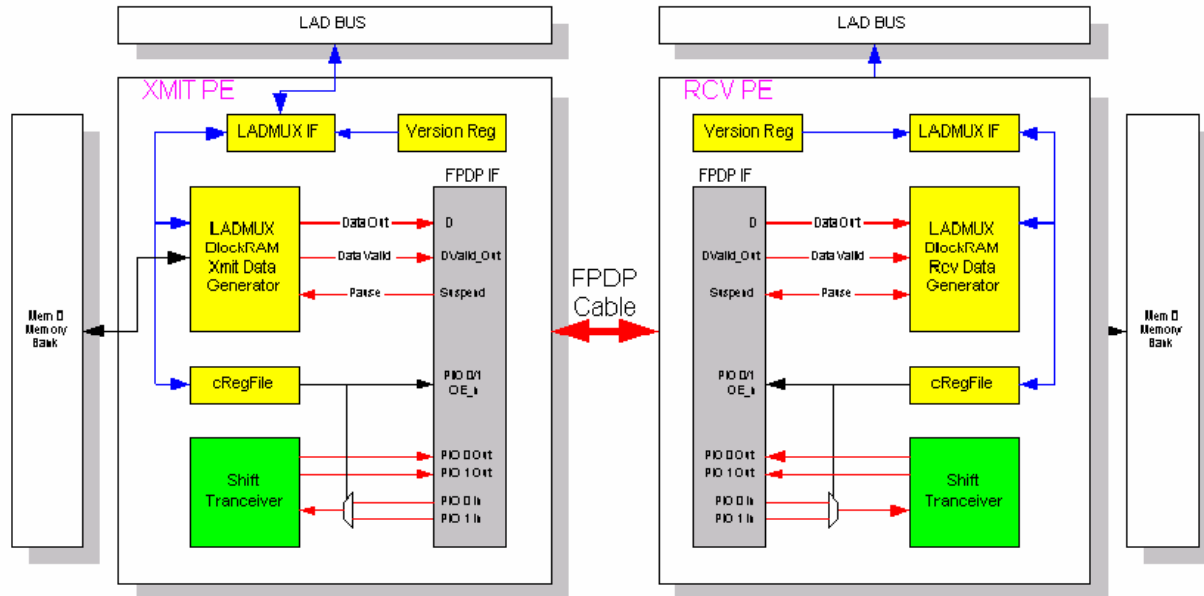 LAD BUS
LAD BUS
XMIT PE
LADMUX IF
Version Reg
FPDP IF
LADMUX
DlockRAM
Xmit Data
Generator
Data Out
Data Valid
Pause
D
DValid_Out
Suspend
cRegFile
PIO 0/1
OE_n
Shift
Tranceiver
PIO 0 Out
PIO 1 Out
PIO 0 In
PIO 1 In
Mem 0
Memory
Bank
FPDP
Cable
RCV PE
Version Reg
LADMUX IF
FPDP IF
D
DValid_Out
Suspend
Data Out
Data Valid
Pause
LADMUX
DlockRAM
Rcv Data
Generator
PIO 0/1
OE_n
cRegFile
PIO 0 Out
PIO 1 Out
PIO 0 In
PIO 1 In
Shift
Tranceiver
Mem 0
Memory
Bank